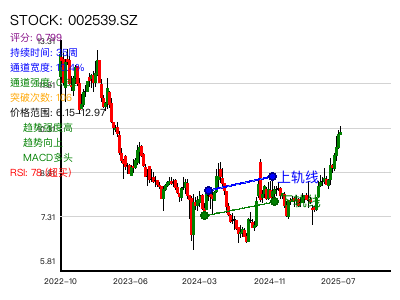 STOCK: 002539.SZ
评分: 0.799
持续时间: 3 周
通道宽度: 1 %
通道强度:
突破次数:
价格范围: 6.15-12.97
趋势强度高
趋势向上
MACD多头
RSI: 78 (超买)
上轨线
7.31
5.81
2022-10
2023-06
2024-03
2024-11
2025-07